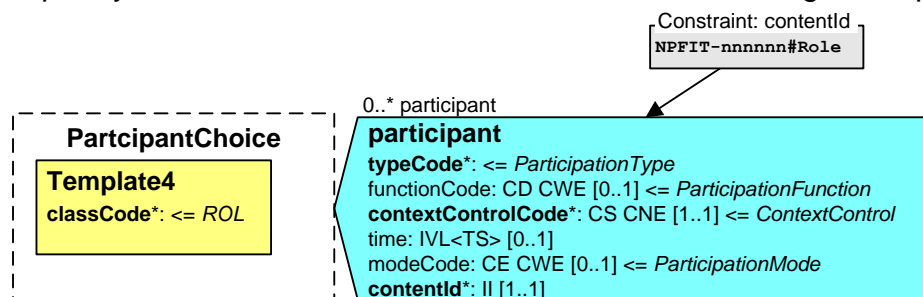 Constraint: contentId
NPFIT-nnnnnn#Role
0..* participant
PartcipantChoice
Template4
classCode*: <= ROL
participant
typeCode*: <= ParticipationType
functionCode: CD CWE [0..1] <= ParticipationFunction
contextControlCode*: CS CNE [1..1] <= ContextControl
time: IVL<TS> [0..1]
modeCode: CE CWE [0..1] <= ParticipationMode
contentId*: II [1..1]